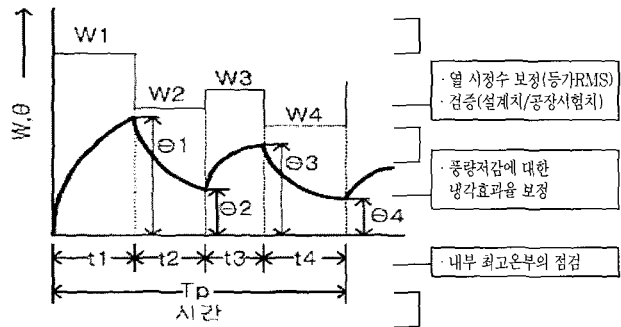 W1
W2
W3
W4
W.θ
θ1
θ2
θ3
θ4
t1
t2
t3
t4
Tp
시간
· 열 시정수 보정(등가RMS)
· 검증(설계치/공장시험치)
· 풍량저감에 대한
냉각효과율 보정
· 내부 최고온부의 점검